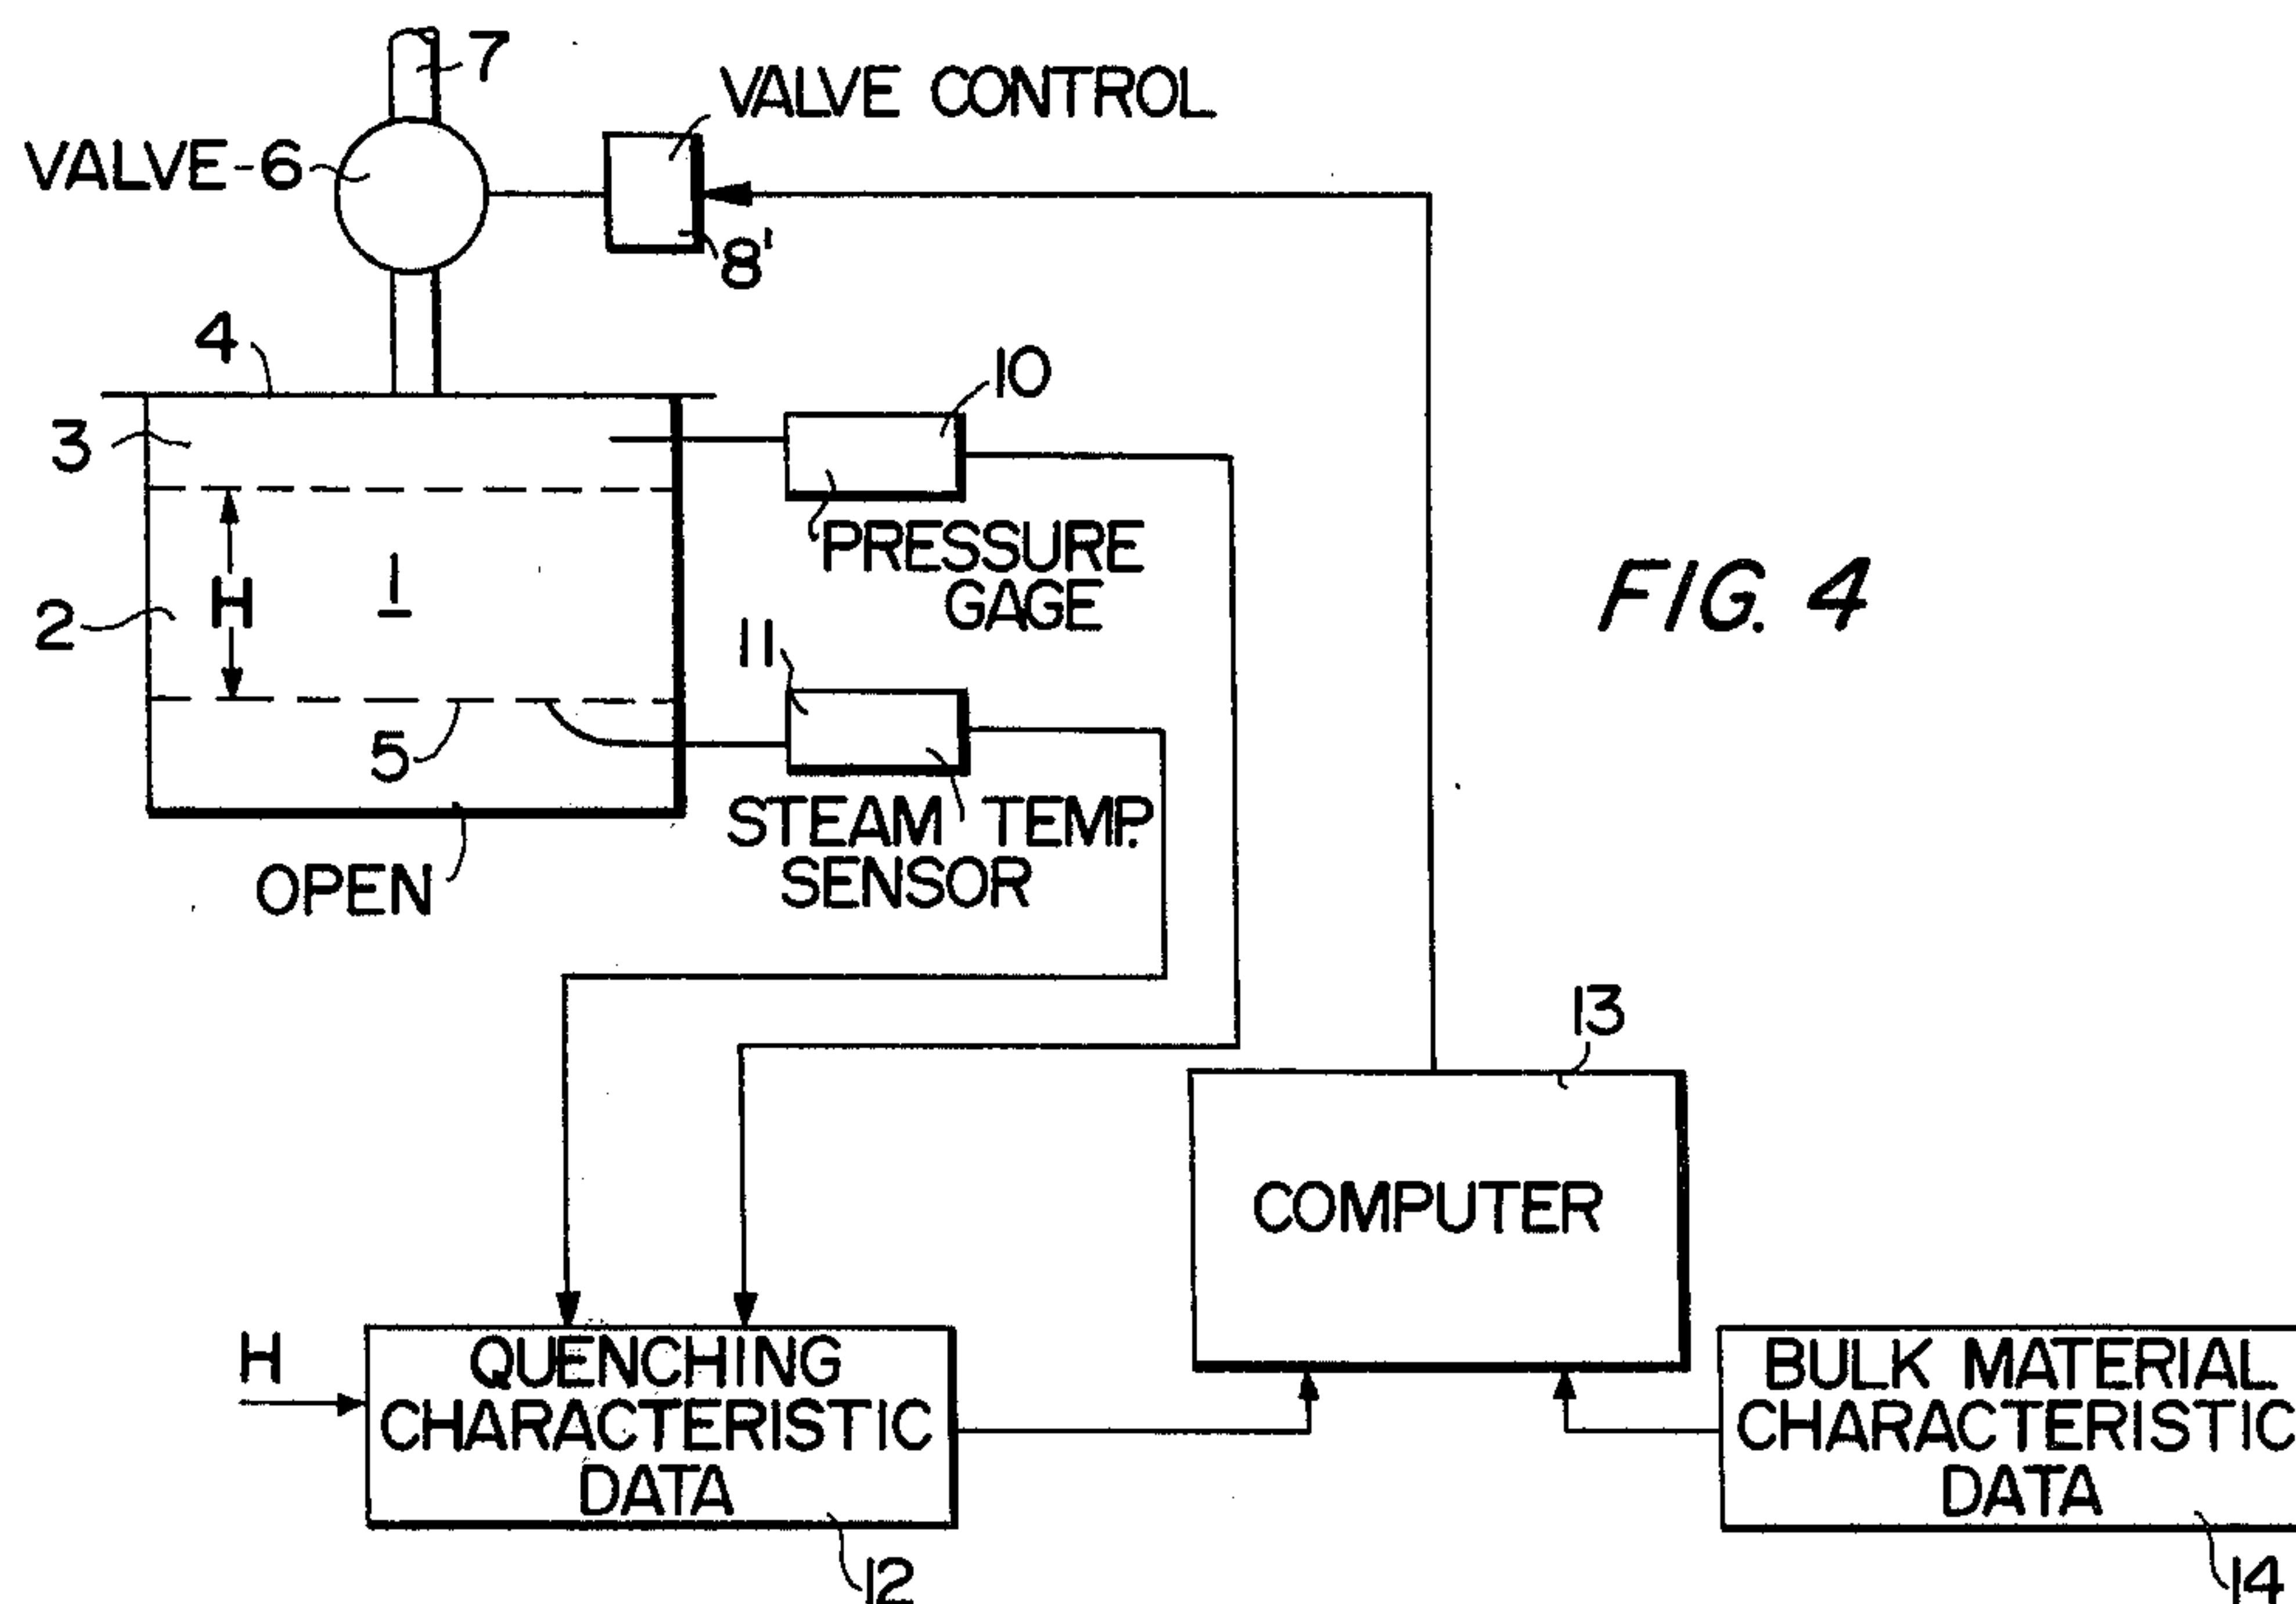 7
VALVE CONTROL
VALVE-6
8'
4
10
3
PRESSURE
GAGE
H
1
2
FIG. 4
11
5
STEAM TEMP.
SENSOR
OPEN
13
COMPUTER
H
QUENCHING
CHARACTERISTIC
DATA
BULK MATERIAL
CHARACTERISTIC
DATA
12
14